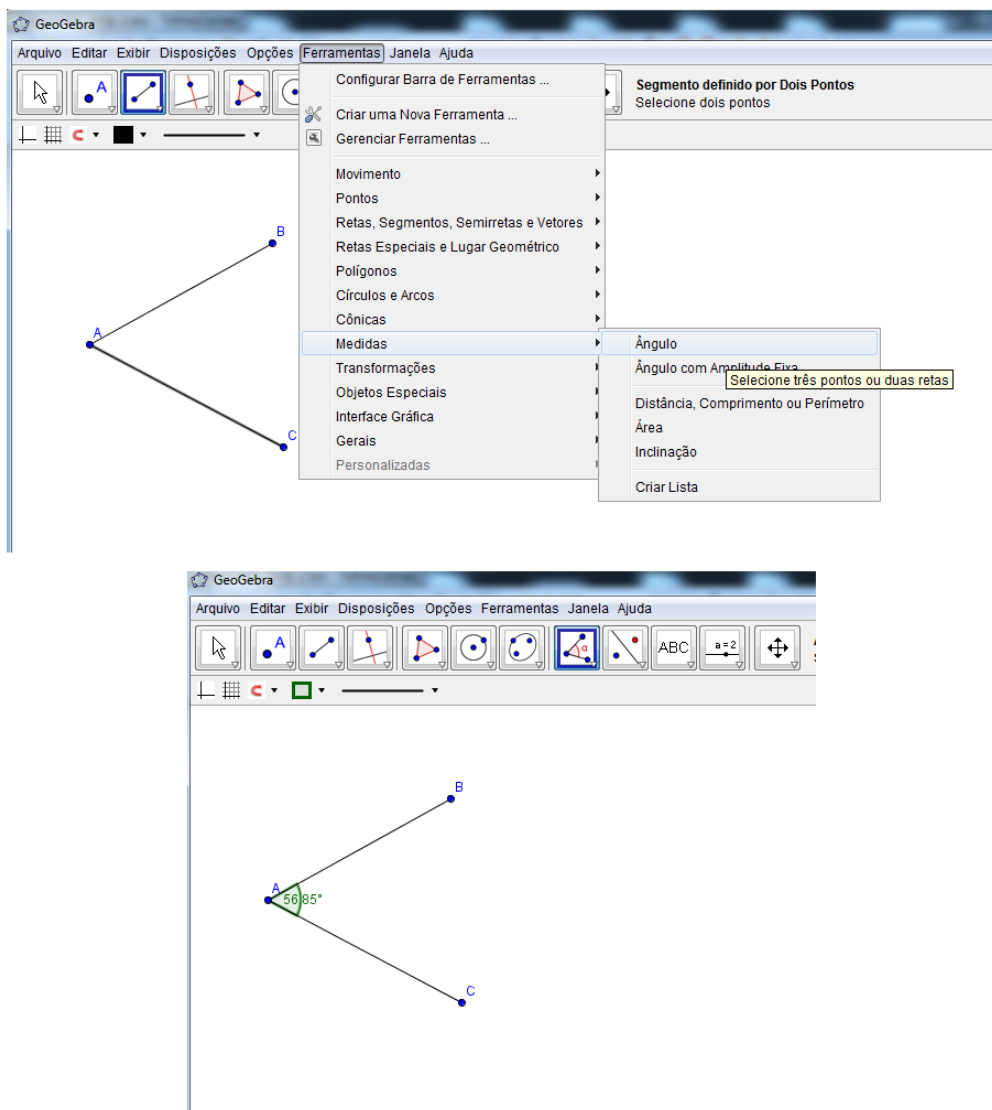 GeoGebra
Arquivo Editar Exibir Disposições Opções Ferramentas Janela Ajuda
A
Segmento definido por Dois Pontos
Selecione dois pontos
Configurar Barra de Ferramentas ...
Criar uma Nova Ferramenta ...
Gerenciar Ferramentas ...
Movimento
Pontos
Retas, Segmentos, Semirretas e Vetores
Retas Especiais e Lugar Geométrico
Polígonos
Círculos e Arcos
Cônicas
Medidas
Transformações
Objetos Especiais
Interface Gráfica
Gerais
Personalizadas
Ângulo
Ângulo com Amplitude Fixa
Selecione três pontos ou duas retas
Distância, Comprimento ou Perímetro
Área
Inclinação
Criar Lista
B
A
C
GeoGebra
Arquivo Editar Exibir Disposições Opções Ferramentas Janela Ajuda
A α ABC a=2
B
A
56.85°
C